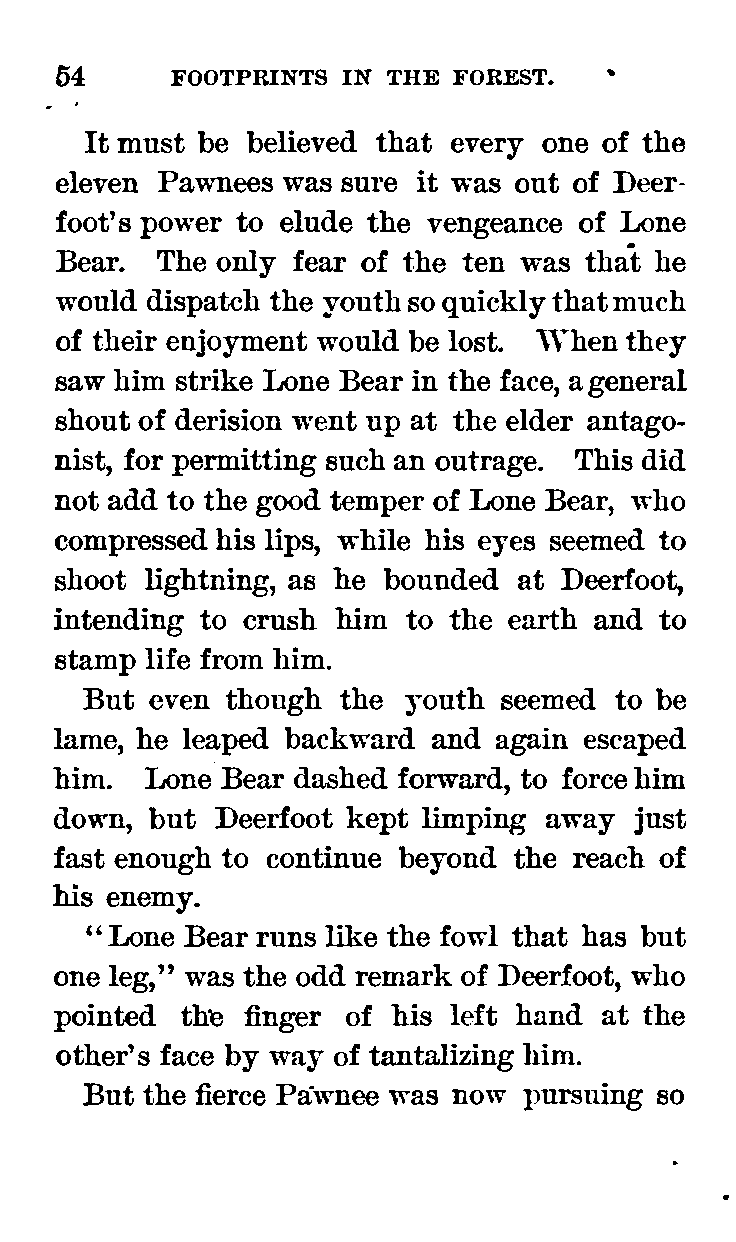 54 FOOTPRINTS IN THE FOREST.
It must be believed that every one of the
eleven Pawnees was sure it was out of Deer-
foot's power to elude the vengeance of Lone
Bear. The only fear of the ten was that he
would dispatch the youth so quickly that much
of their enjoyment would be lost. When they
saw him strike Lone Bear in the face, a general
shout of derision went up at the elder antago-
nist, for permitting such an outrage. This did
not add to the good temper of Lone Bear, who
compressed his lips, while his eyes seemed to
shoot lightning, as he bounded at Deerfoot,
intending to crush him to the earth and to
stamp life from him.
But even though the youth seemed to be
lame, he leaped backward and again escaped
him. Lone Bear dashed forward, to force him
down, but Deerfoot kept limping away just
fast enough to continue beyond the reach of
his enemy.
"Lone Bear runs like the fowl that has but
one leg," was the odd remark of Deerfoot, who
pointed the finger of his left hand at the
other's face by way of tantalizing him.
But the fierce Pawnee was now pursuing so